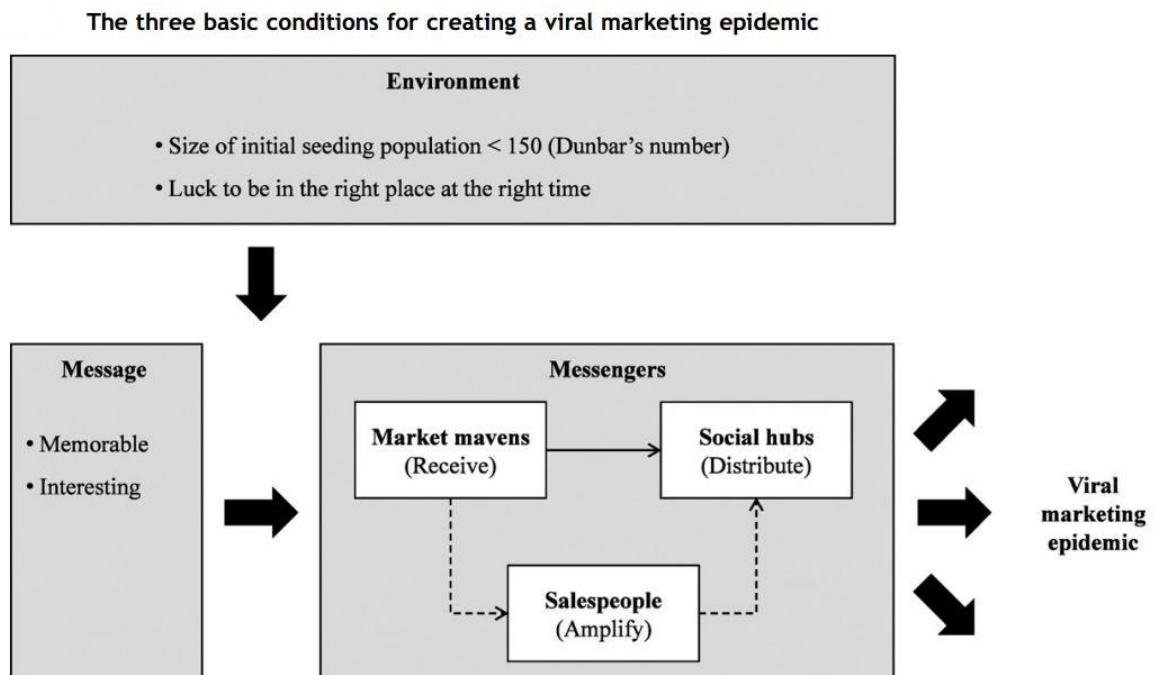 The three basic conditions for creating a viral marketing epidemic
Environment
• Size of initial seeding population < 150 (Dunbar's number)
• Luck to be in the right place at the right time
Message
• Memorable
• Interesting
Messengers
Market mavens
(Receive)
Social hubs
(Distribute)
Salespeople
(Amplify)
Viral
marketing
epidemic